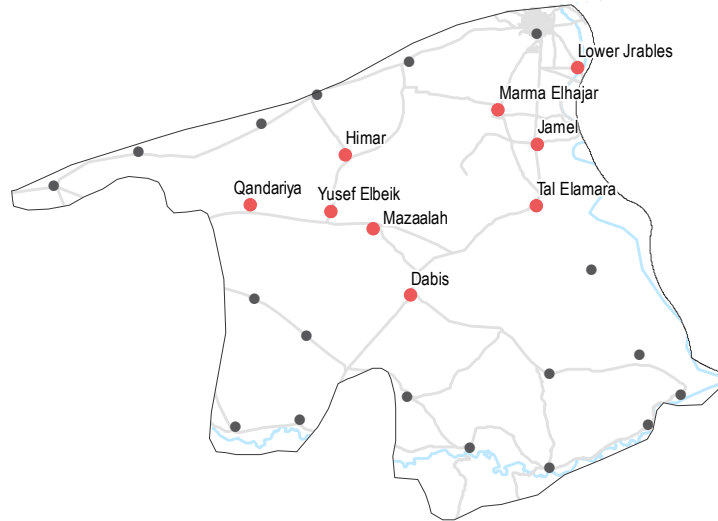 Lower Jrables
Marma Elhajar
Jamel
Himar
Qandariya
Yusef Elbeik
Tal Elamara
Mazaalah
Dabis